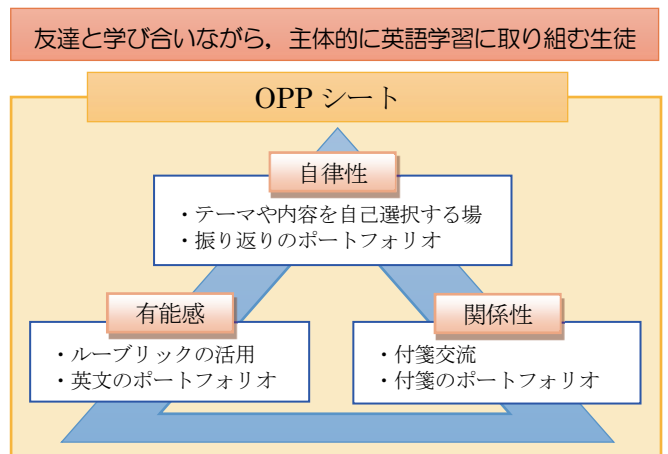 友達と学び合いながら，主体的に英語学習に取り組む生徒
OPP シート
自律性
・テーマや内容を自己選択する場
・振り返りのポートフォリオ
有能感
・ルーブリックの活用
・英文のポートフォリオ
関係性
・付箋交流
・付箋のポートフォリオ